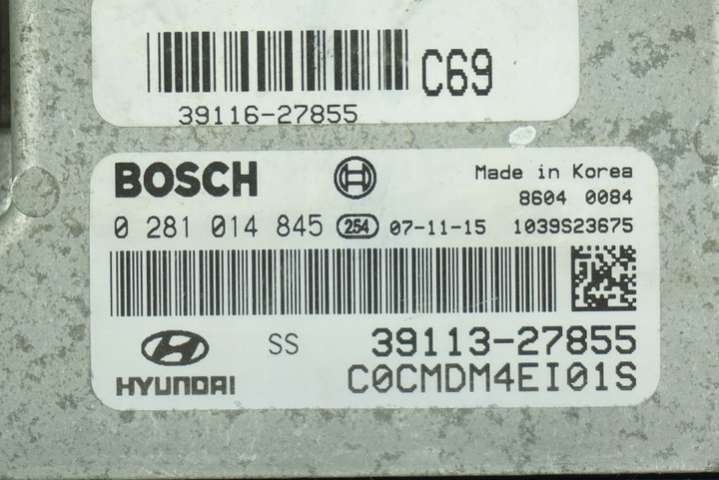 C69
39116-27855
BOSCH
Made in Korea
8604 0084
0 281 014 845 254 07-11-15 1039S23675
HYUNDAI
SS 39113-27855
C0CMDM4EI01S